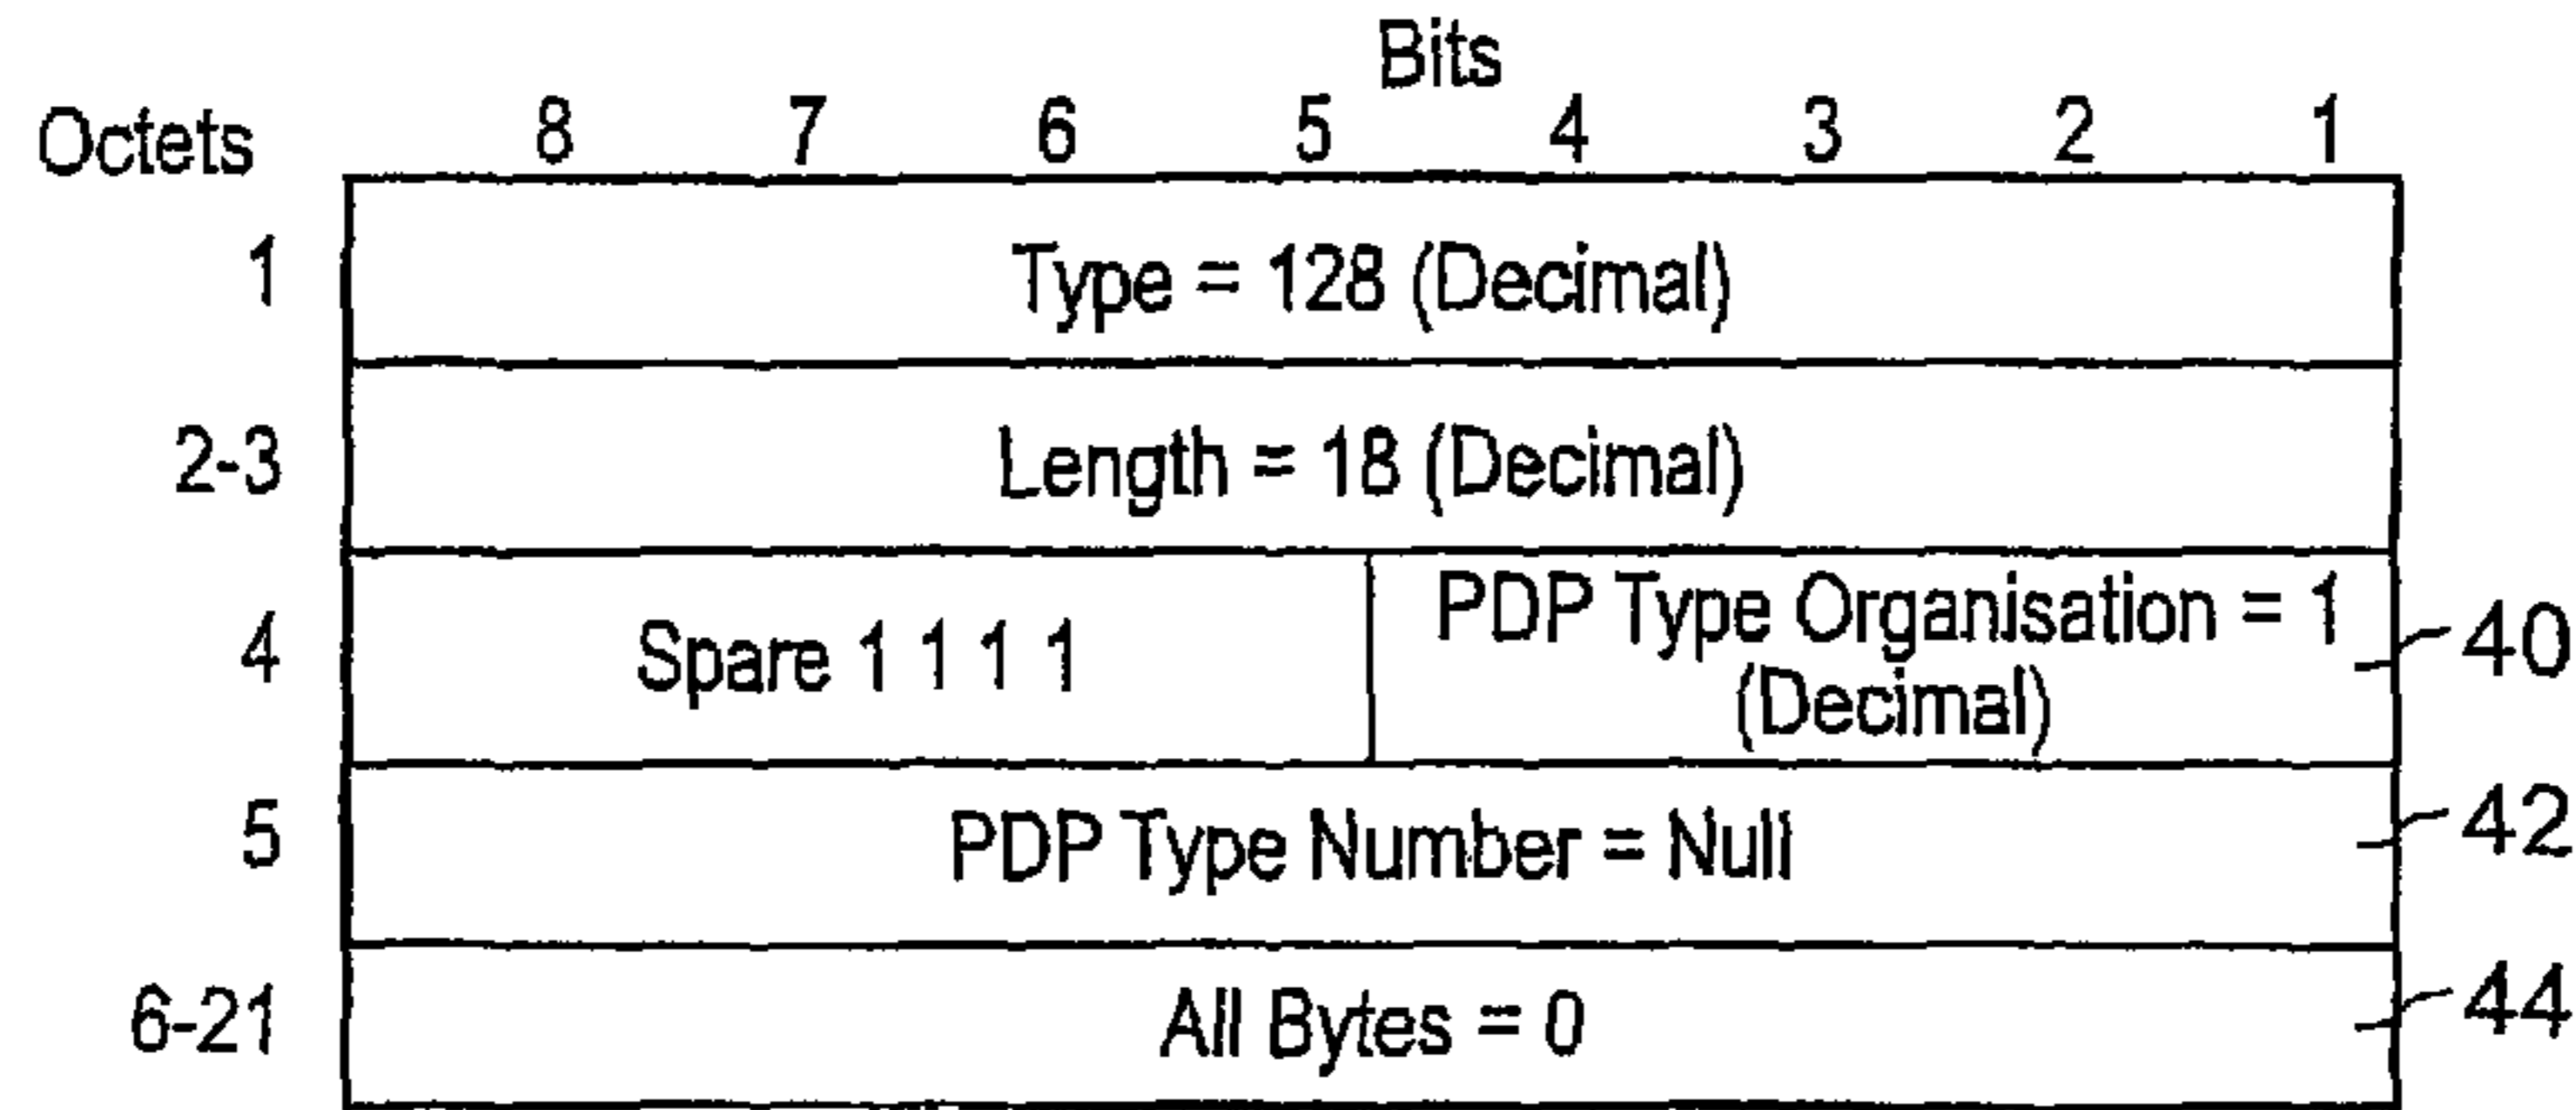 Bits
Octets 8 7 6 5 4 3 2 1
1 Type = 128 (Decimal)
2-3 Length = 18 (Decimal)
4 Spare 1 1 1 1 PDP Type Organisation = 1 40
(Decimal)
5 PDP Type Number = Null 42
6-21 All Bytes = 0 44